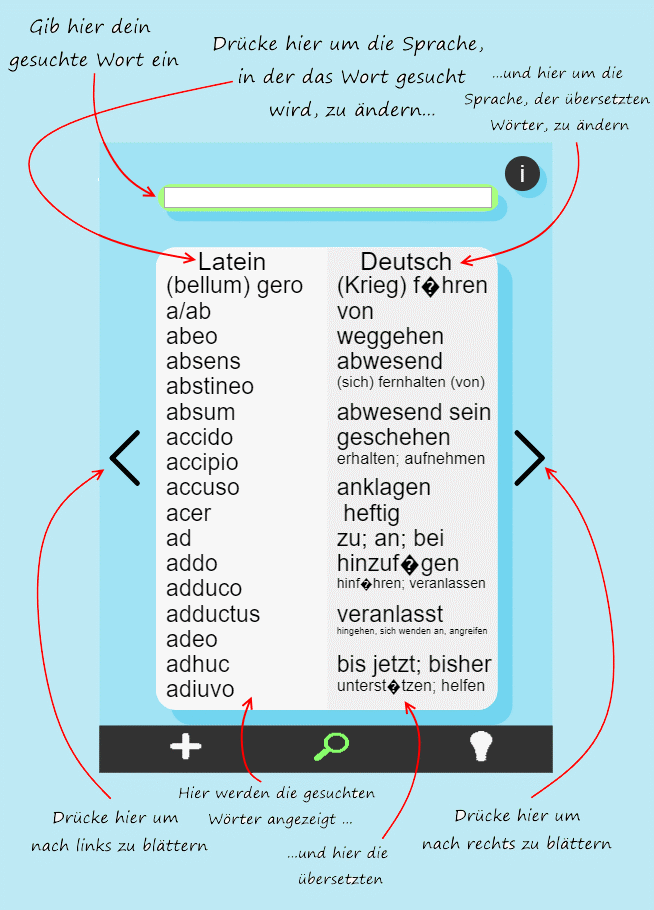 Gib hier dein
gesuchte Wort ein
Drücke hier um die Sprache,
in der das Wort gesucht
wird, zu ändern...
...und hier um die
Sprache, der übersetzten
Wörter, zu ändern
i
Latein Deutsch
(bellum) gero (Krieg) f�hren
a/ab von
abeo weggehen
absens abwesend
abstineo (sich) fernhalten (von)
absum abwesend sein
accido geschehen
accipio erhalten; aufnehmen
accuso anklagen
acer heftig
ad zu; an; bei
addo hinzuf�gen
adduco hinf�hren; veranlassen
adductus veranlasst
adeo hingehen, sich wenden an, angreifen
adhuc bis jetzt; bisher
adiuvo unterst�tzen; helfen
Hier werden die gesuchten
Wörter angezeigt ...
...und hier die
übersetzten
Drücke hier um
nach links zu blättern
Drücke hier um
nach rechts zu blättern